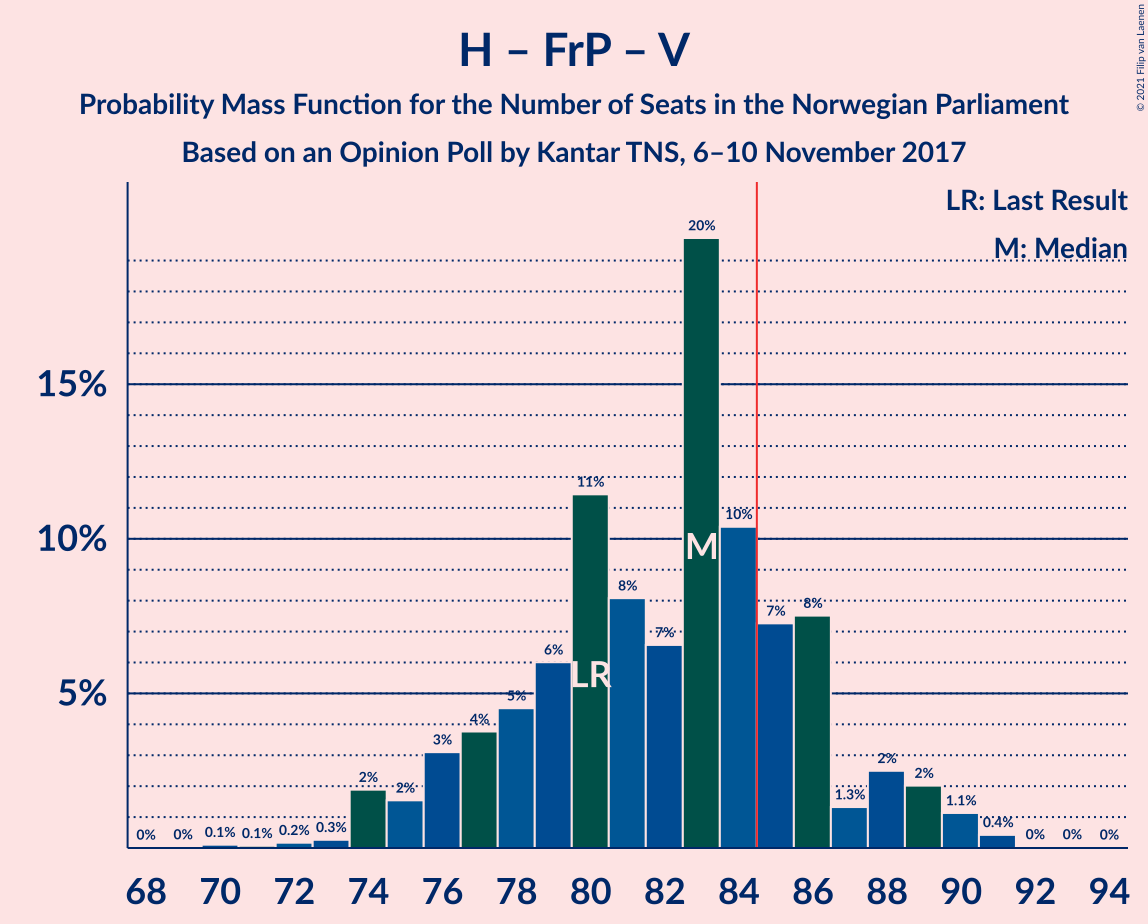 H – FrP – V
Probability Mass Function for the Number of Seats in the Norwegian Parliament
Based on an Opinion Poll by Kantar TNS, 6–10 November 2017
© 2021 Filip van Laenen
LR: Last Result
M: Median
15%
10%
5%
0% 0% 0.1% 0.1% 0.2% 0.3% 2% 2% 3% 4% 5% 6% 11% 8% 7% 20% 10% 7% 8% 1.3% 2% 2% 1.1% 0.4% 0% 0% 0%
LR
M
68 70 72 74 76 78 80 82 84 86 88 90 92 94